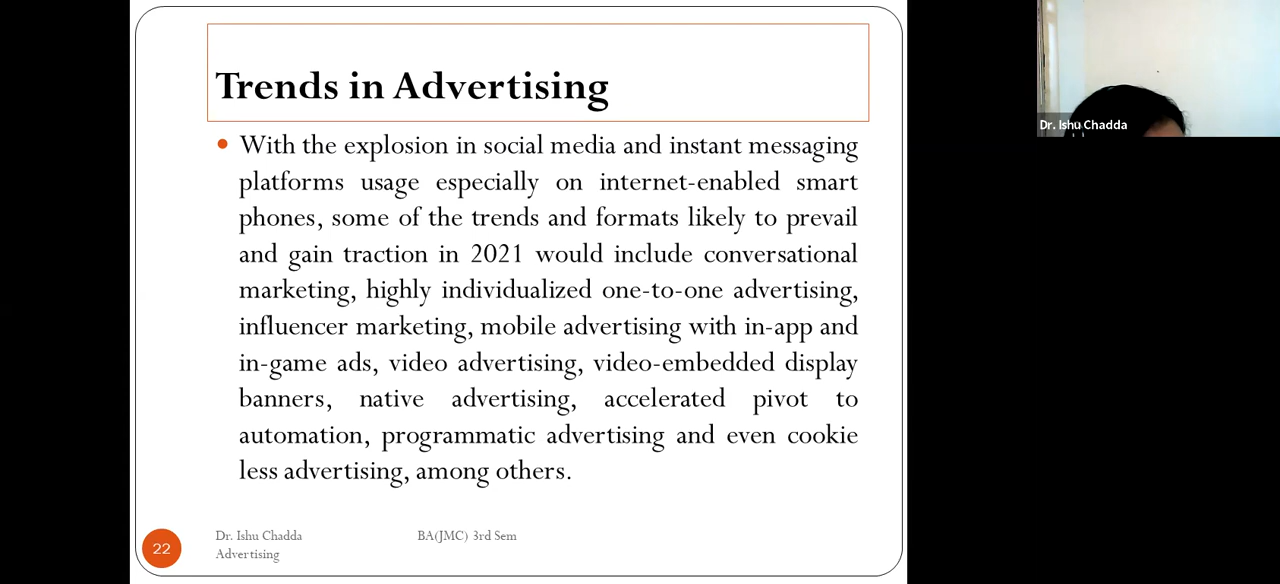 Trends in Advertising
With the explosion in social media and instant messaging
platforms usage especially on internet-enabled smart
phones, some of the trends and formats likely to prevail
and gain traction in 2021 would include conversational
marketing, highly individualized one-to-one advertising,
influencer marketing, mobile advertising with in-app and
in-game ads, video advertising, video-embedded display
banners, native advertising, accelerated pivot to
automation, programmatic advertising and even cookie
less advertising, among others.
22
Dr. Ishu Chadda
Advertising
BA(JMC) 3rd Sem
Dr. Ishu Chadda